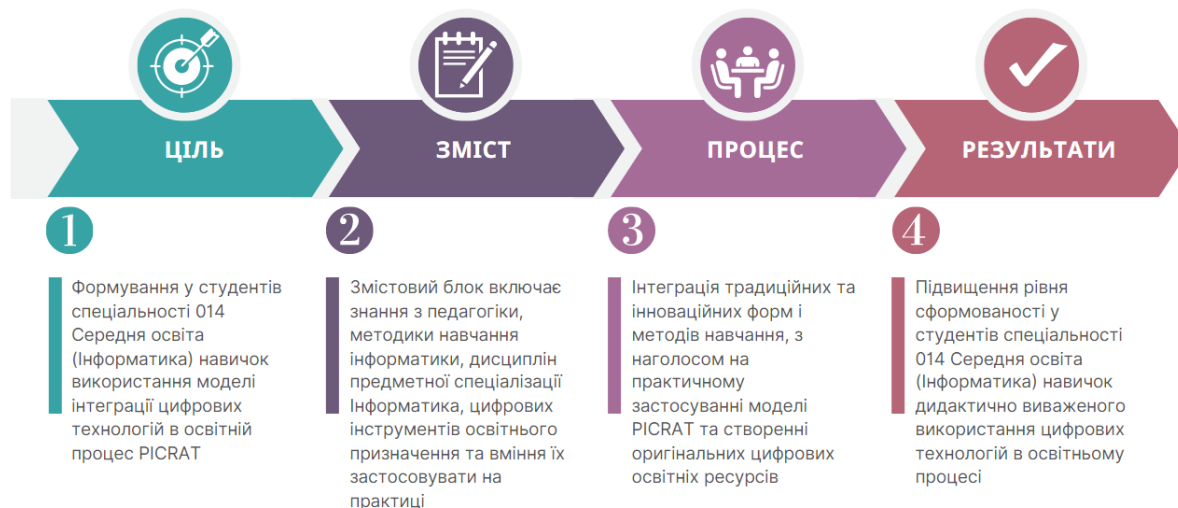 ЦІЛЬ
ЗМІСТ
ПРОЦЕС
РЕЗУЛЬТАТИ
1
Формування у студентів
спеціальності 014
Середня освіта
(Інформатика) навичок
використання моделі
інтеграції цифрових
технологій в освітній
процес PICRAT
2
Змістовий блок включає
знання з педагогіки,
методики навчання
інформатики, дисциплін
предметної спеціалізації
Інформатика, цифрових
інструментів освітнього
призначення та вміння їх
застосовувати на
практиці
3
Інтеграція традиційних та
інноваційних форм і
методів навчання, з
наголосом на
практичному
застосуванні моделі
PICRAT та створенні
оригінальних цифрових
освітніх ресурсів
4
Підвищення рівня
сформованості у
студентів спеціальності
014 Середня освіта
(Інформатика) навичок
дидактично виваженого
використання цифрових
технологій в освітньому
процесі